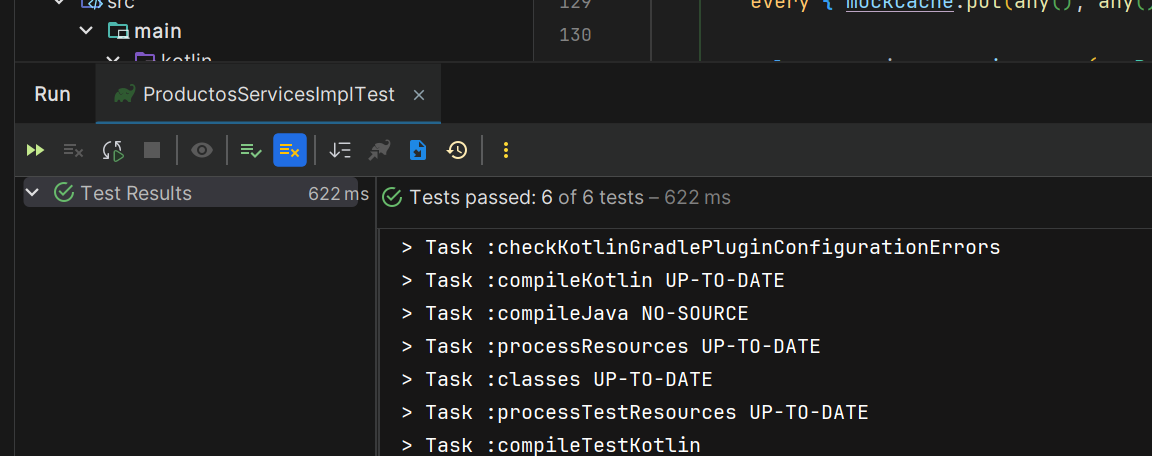 src
129
every { mockCache.put(any(), any()
main
130
kotlin
Run
ProductosServicesImplTest
Test Results
622 ms
Tests passed: 6 of 6 tests – 622 ms
> Task :checkKotlinGradlePluginConfigurationErrors
> Task :compileKotlin UP-TO-DATE
> Task :compileJava NO-SOURCE
> Task :processResources UP-TO-DATE
> Task :classes UP-TO-DATE
> Task :processTestResources UP-TO-DATE
> Task :compileTestKotlin